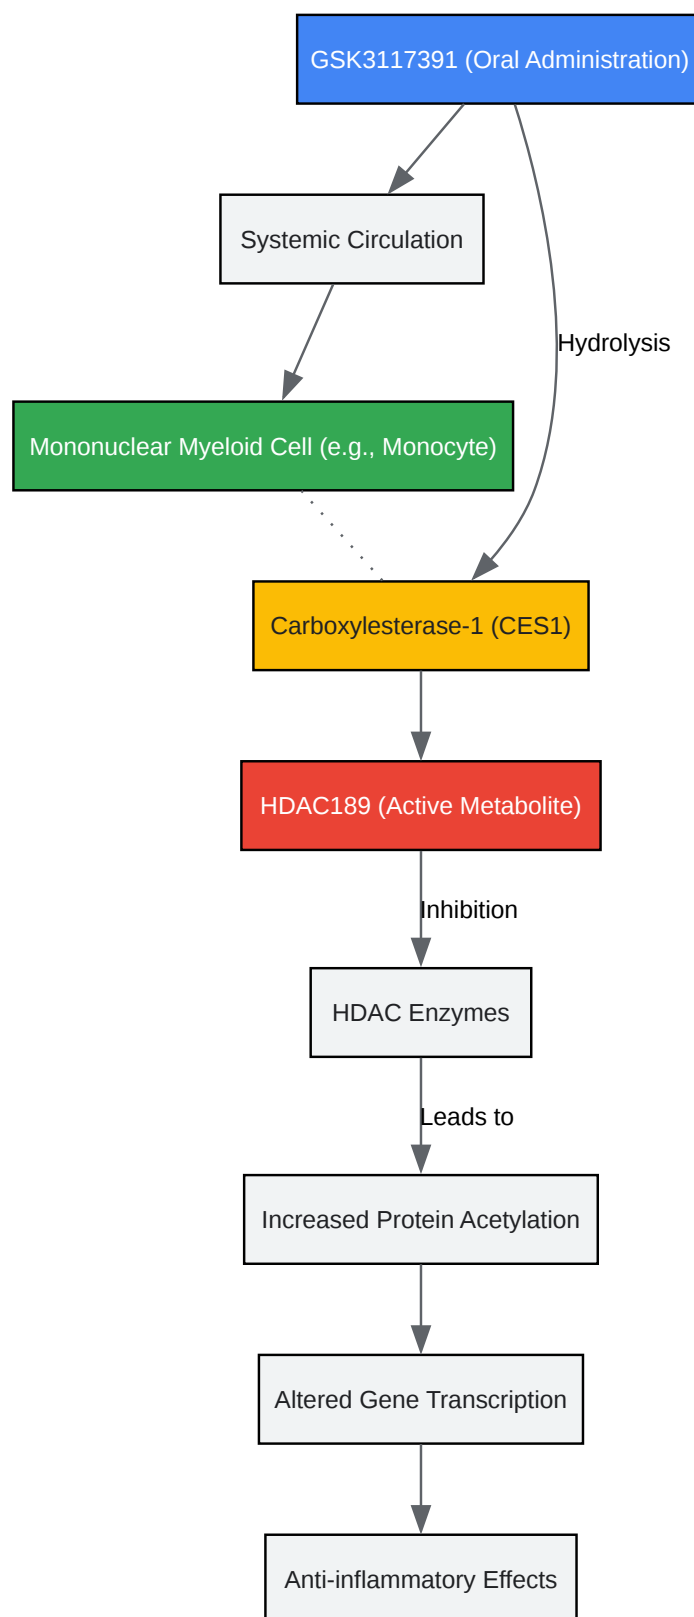 GSK3117391 (Oral Administration)
Systemic Circulation
Hydrolysis
Mononuclear Myeloid Cell (e.g., Monocyte)
Carboxylesterase-1 (CES1)
HDAC189 (Active Metabolite)
Inhibition
HDAC Enzymes
Leads to
Increased Protein Acetylation
Altered Gene Transcription
Anti-inflammatory Effects